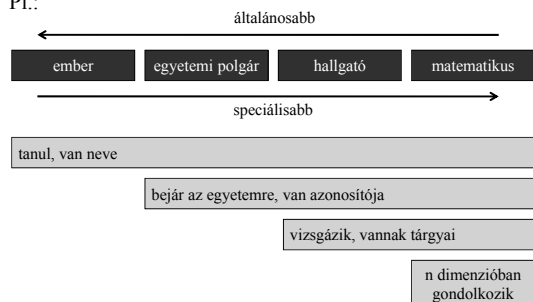 Pl.:
általánosabb
ember egyetemi polgár hallgató matematikus
speciálisabb
tanul, van neve
bejár az egyetemre, van azonosítója
vizsgázik, vannak tárgyai
n dimenzióban
gondolkozik